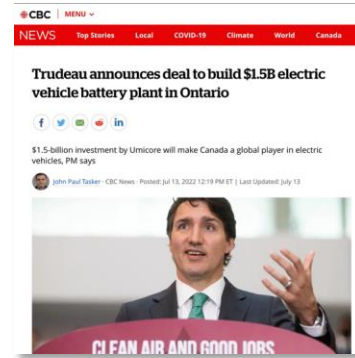 CBC MENU
NEWS Top Stories Local COVID-19 Climate World Canada
Trudeau announces deal to build $1.5B electric
vehicle battery plant in Ontario
$1.5-billion investment by Umicore will make Canada a global player in electric
vehicles, PM says
John Paul Tasker · CBC News · Posted: Jul 13, 2022 12:19 PM ET | Last Updated: July 13
CLEAN AIR AND GOOD JOBS